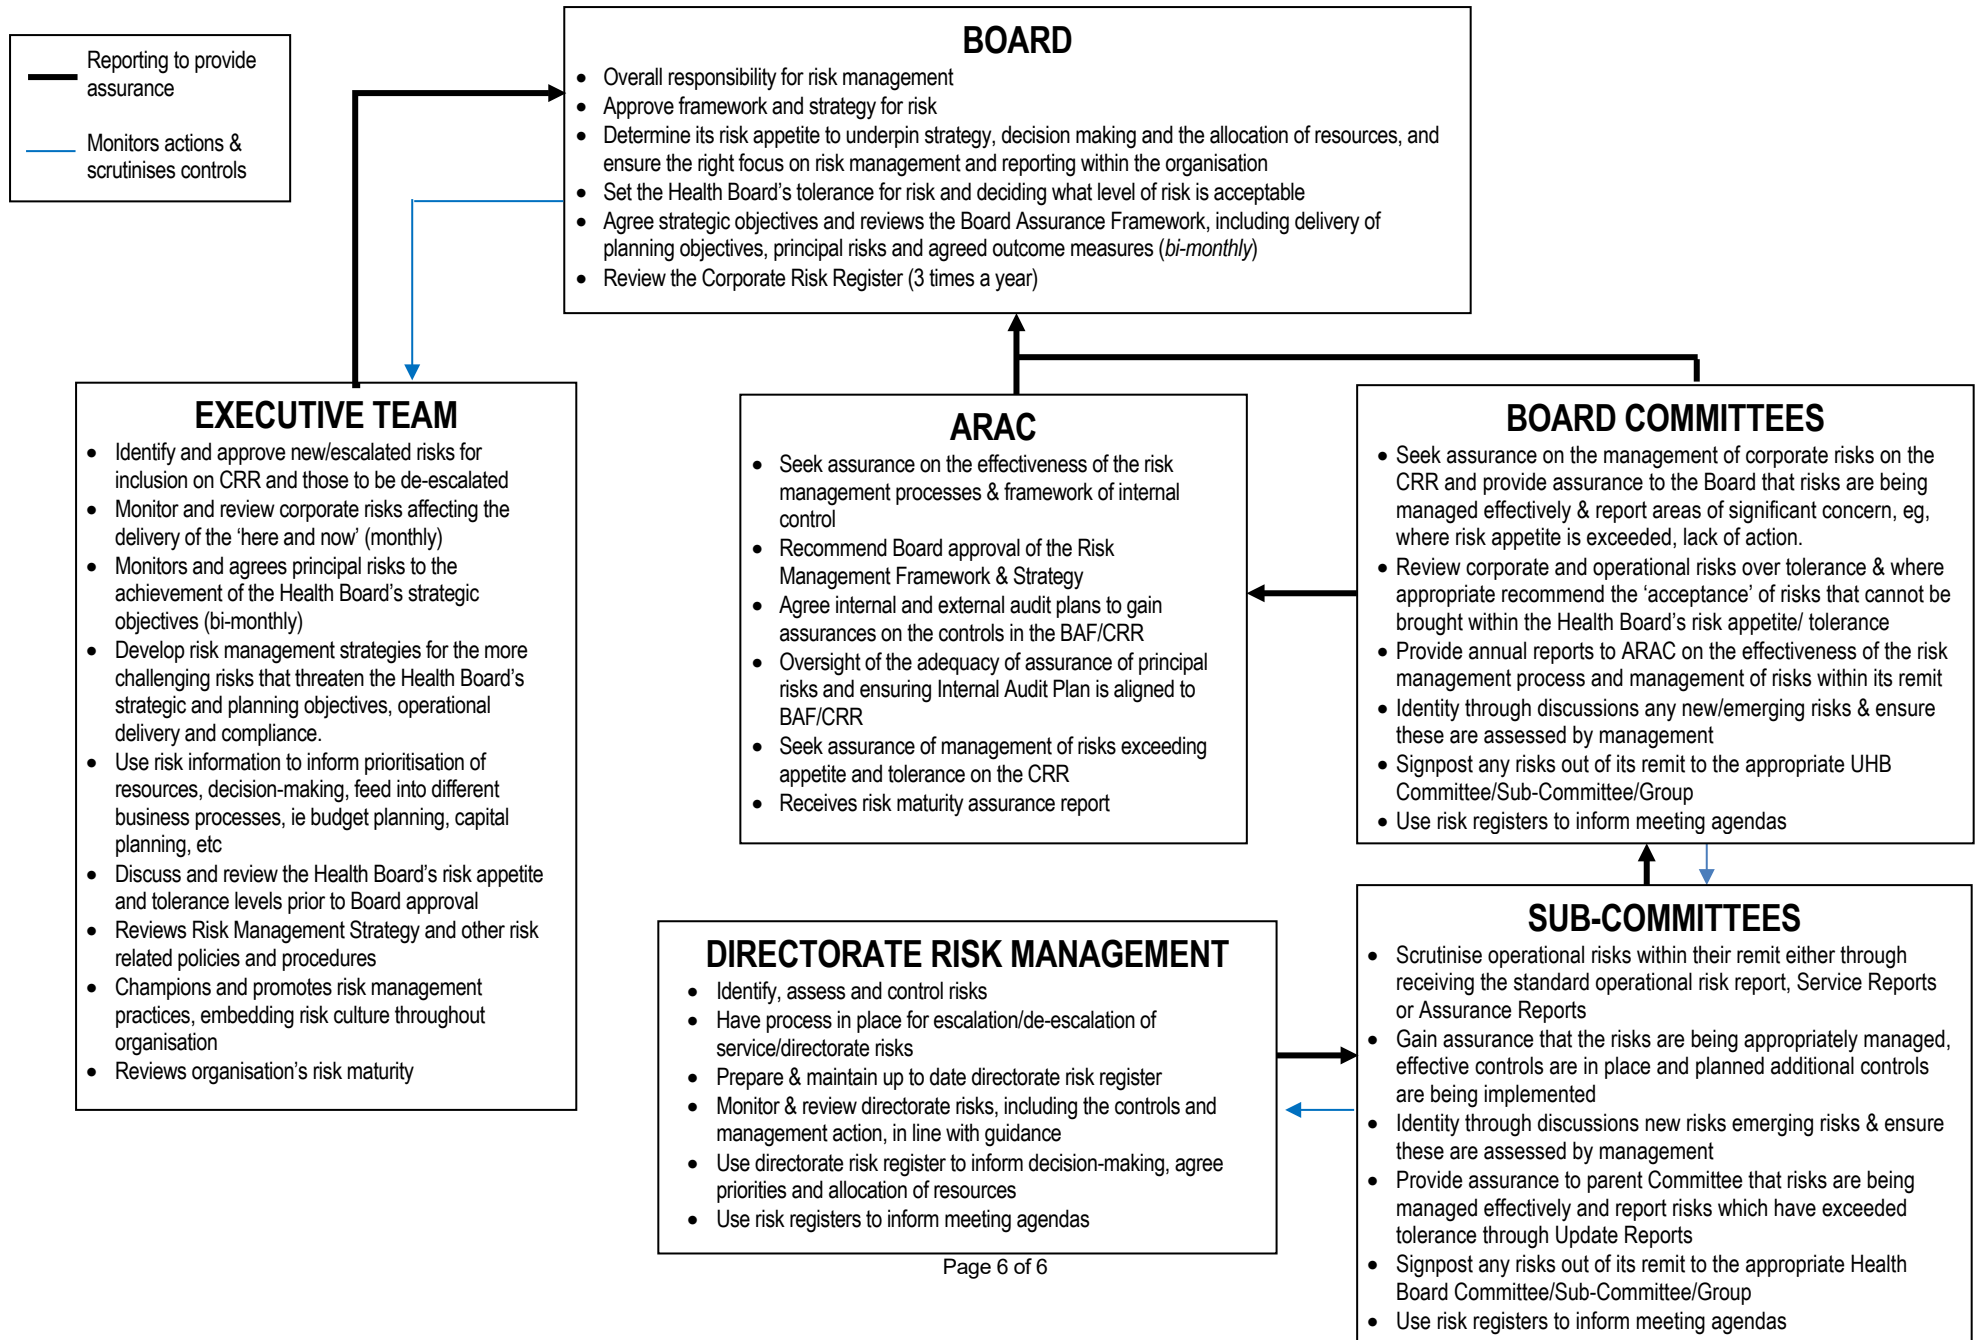 Reporting to provide
assurance
Monitors actions &
scrutinises controls
BOARD
• Overall responsibility for risk management
• Approve framework and strategy for risk
• Determine its risk appetite to underpin strategy, decision making and the allocation of resources, and
ensure the right focus on risk management and reporting within the organisation
• Set the Health Board’s tolerance for risk and deciding what level of risk is acceptable
• Agree strategic objectives and reviews the Board Assurance Framework, including delivery of
planning objectives, principal risks and agreed outcome measures (bi-monthly)
• Review the Corporate Risk Register (3 times a year)
EXECUTIVE TEAM
• Identify and approve new/escalated risks for
inclusion on CRR and those to be de-escalated
• Monitor and review corporate risks affecting the
delivery of the ‘here and now’ (monthly)
• Monitors and agrees principal risks to the
achievement of the Health Board’s strategic
objectives (bi-monthly)
• Develop risk management strategies for the more
challenging risks that threaten the Health Board’s
strategic and planning objectives, operational
delivery and compliance.
• Use risk information to inform prioritisation of
resources, decision-making, feed into different
business processes, ie budget planning, capital
planning, etc
• Discuss and review the Health Board’s risk appetite
and tolerance levels prior to Board approval
• Reviews Risk Management Strategy and other risk
related policies and procedures
• Champions and promotes risk management
practices, embedding risk culture throughout
organisation
• Reviews organisation’s risk maturity
ARAC
• Seek assurance on the effectiveness of the risk
management processes & framework of internal
control
• Recommend Board approval of the Risk
Management Framework & Strategy
• Agree internal and external audit plans to gain
assurances on the controls in the BAF/CRR
• Oversight of the adequacy of assurance of principal
risks and ensuring Internal Audit Plan is aligned to
BAF/CRR
• Seek assurance of management of risks exceeding
appetite and tolerance on the CRR
• Receives risk maturity assurance report
BOARD COMMITTEES
• Seek assurance on the management of corporate risks on the
CRR and provide assurance to the Board that risks are being
managed effectively & report areas of significant concern, eg,
where risk appetite is exceeded, lack of action.
• Review corporate and operational risks over tolerance & where
appropriate recommend the ‘acceptance’ of risks that cannot be
brought within the Health Board’s risk appetite/ tolerance
• Provide annual reports to ARAC on the effectiveness of the risk
management process and management of risks within its remit
• Identity through discussions any new/emerging risks & ensure
these are assessed by management
• Signpost any risks out of its remit to the appropriate UHB
Committee/Sub-Committee/Group
• Use risk registers to inform meeting agendas
DIRECTORATE RISK MANAGEMENT
• Identify, assess and control risks
• Have process in place for escalation/de-escalation of
service/directorate risks
• Prepare & maintain up to date directorate risk register
• Monitor & review directorate risks, including the controls and
management action, in line with guidance
• Use directorate risk register to inform decision-making, agree
priorities and allocation of resources
• Use risk registers to inform meeting agendas
SUB-COMMITTEES
• Scrutinise operational risks within their remit either through
receiving the standard operational risk report, Service Reports
or Assurance Reports
• Gain assurance that the risks are being appropriately managed,
effective controls are in place and planned additional controls
are being implemented
• Identity through discussions new risks emerging risks & ensure
these are assessed by management
• Provide assurance to parent Committee that risks are being
managed effectively and report risks which have exceeded
tolerance through Update Reports
• Signpost any risks out of its remit to the appropriate Health
Board Committee/Sub-Committee/Group
• Use risk registers to inform meeting agendas
Page 6 of 6